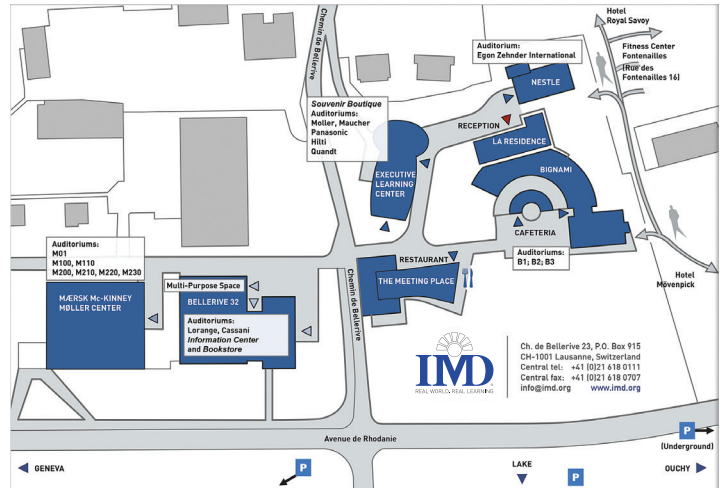 Hotel
Royal Savoy
Fitness Center
Fontenailles
(Rue des
Fontenailles 16)
Chemin de Bellerive
Auditorium:
Egon Zehnder International
NESTLE
Souvenir Boutique
Auditoriums:
Moller, Maucher
Panasonic
Hilti
Quandt
RECEPTION
LA RESIDENCE
EXECUTIVE
LEARNING
CENTER
BIGNAMI
CAFETERIA
Auditoriums:
B1; B2; B3
Auditoriums:
M01
M100, M110
M200, M210, M220, M230
RESTAURANT
THE MEETING PLACE
Hotel
Mövenpick
Multi-Purpose Space
MÆRSK Mc-KINNEY
MØLLER CENTER
BELLERIVE 32
Auditoriums:
Lorange, Cassani
Information Center
and Bookstore
Chemin de Bellerive
IMD
REAL WORLD. REAL LEARNING
Ch. de Bellerive 23, P.O. Box 915
CH-1001 Lausanne, Switzerland
Central tel: +41 (0)21 618 0111
Central fax: +41 (0)21 618 0707
info@imd.org www.imd.org
Avenue de Rhodanie
P
(Underground)
GENEVA
P
LAKE
P
OUCHY